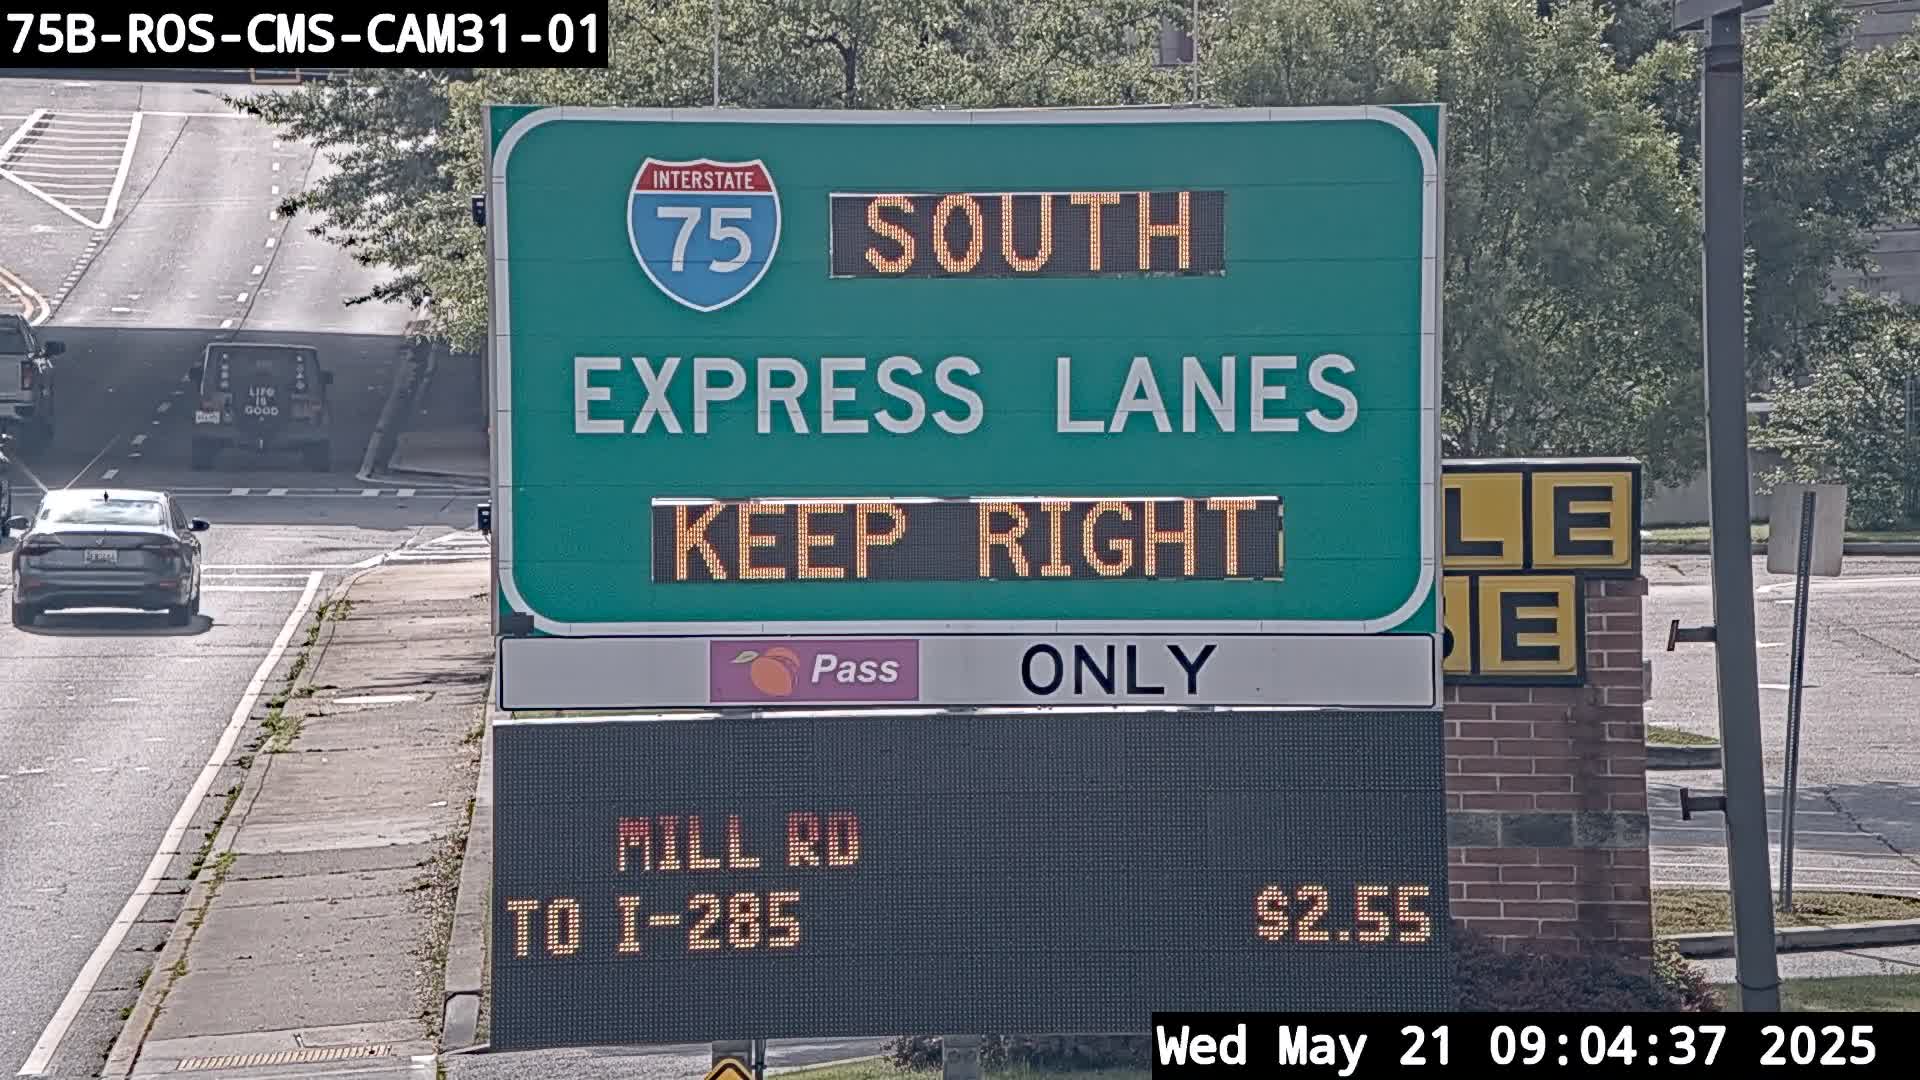 75B-ROS-CMS-CAM31-01
INTERSTATE
75
SOUTH
EXPRESS LANES
KEEP RIGHT
Pass ONLY
MILL RD
TO I-285 $2.55
LIFE
IS
GOOD
LE
E
Wed May 21 09:04:37 2025